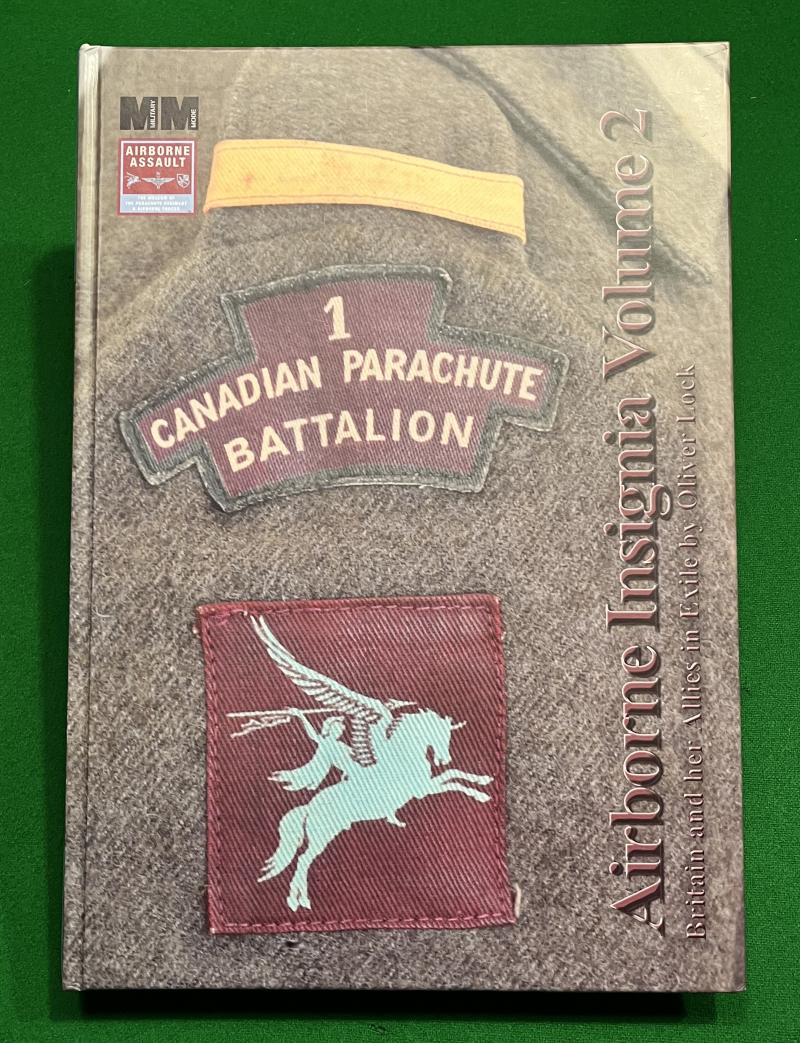 MM
MILITARY
MODE
AIRBORNE
ASSAULT
THE MUSEUM OF
THE PARACHUTE REGIMENT
& AIRBORNE FORCES
1
CANADIAN PARACHUTE
BATTALION
Airborne Insignia Volume 2
Britain and her Allies in Exile by Oliver Lock